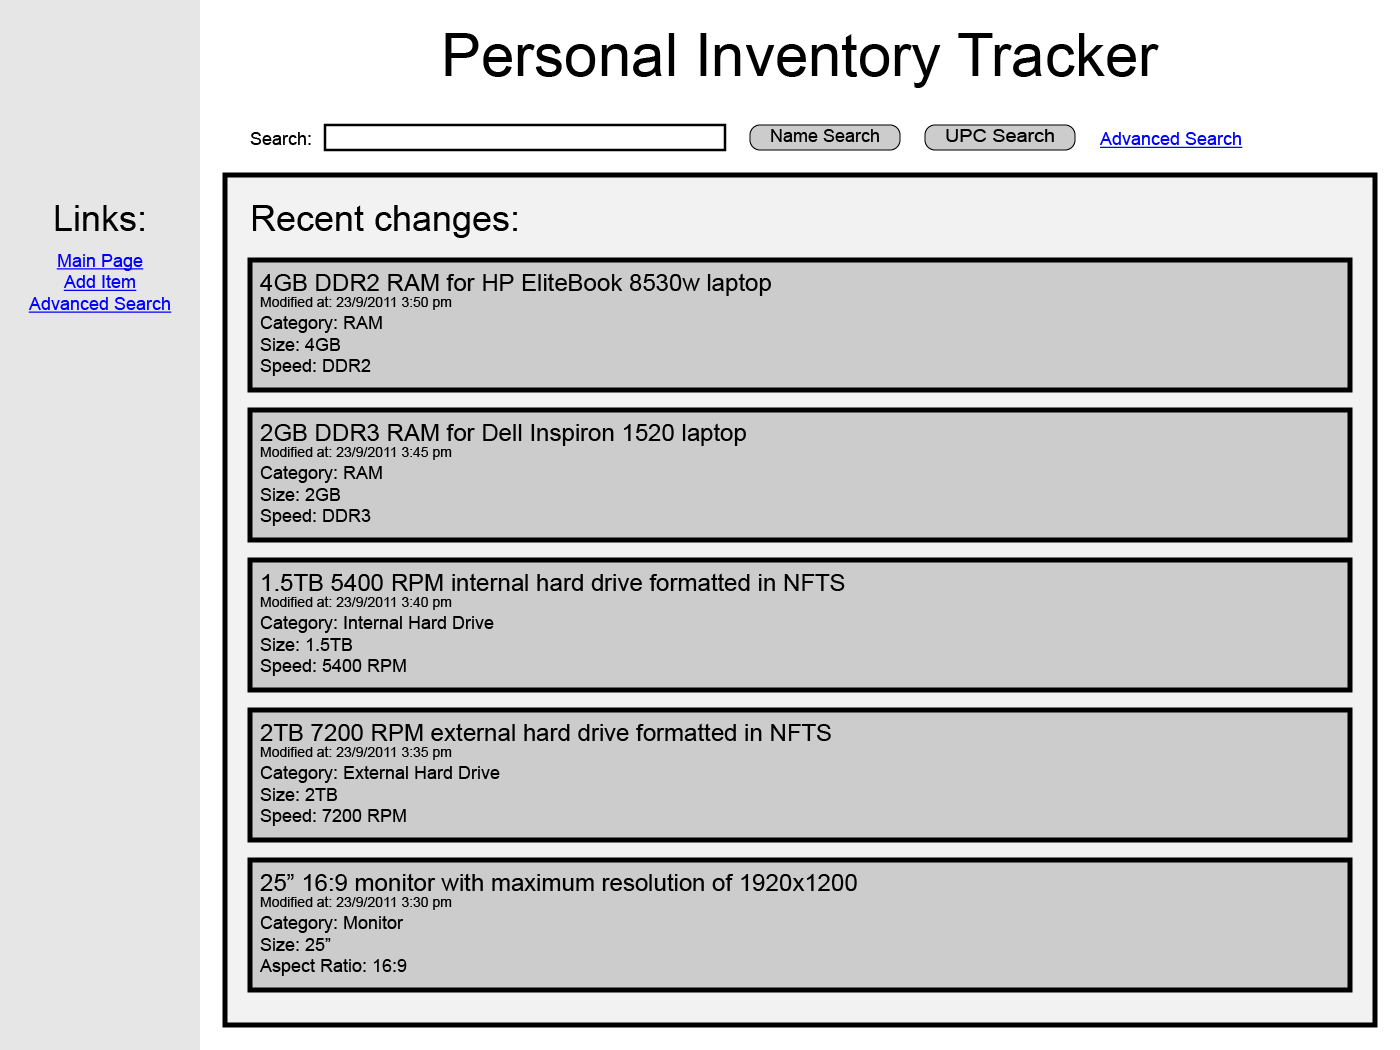 Personal Inventory Tracker
Search: Name Search UPC Search Advanced Search
Links:
Main Page
Add Item
Advanced Search
Recent changes:
4GB DDR2 RAM for HP EliteBook 8530w laptop
Modified at: 23/9/2011 3:50 pm
Category: RAM
Size: 4GB
Speed: DDR2
2GB DDR3 RAM for Dell Inspiron 1520 laptop
Modified at: 23/9/2011 3:45 pm
Category: RAM
Size: 2GB
Speed: DDR3
1.5TB 5400 RPM internal hard drive formatted in NFTS
Modified at: 23/9/2011 3:40 pm
Category: Internal Hard Drive
Size: 1.5TB
Speed: 5400 RPM
2TB 7200 RPM external hard drive formatted in NFTS
Modified at: 23/9/2011 3:35 pm
Category: External Hard Drive
Size: 2TB
Speed: 7200 RPM
25” 16:9 monitor with maximum resolution of 1920x1200
Modified at: 23/9/2011 3:30 pm
Category: Monitor
Size: 25”
Aspect Ratio: 16:9